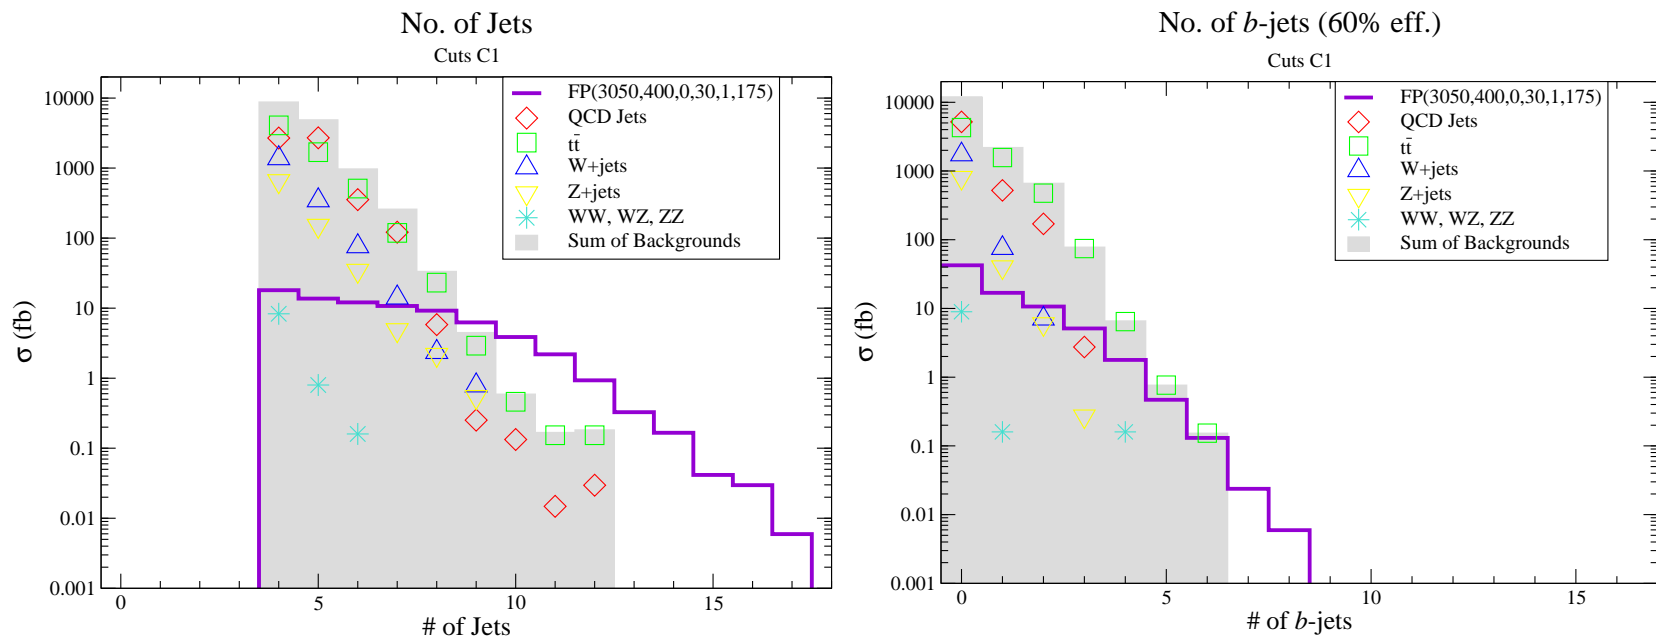 No. of Jets
Cuts C1
FP(3050,400,0,30,1,175)
QCD Jets
tt̄
W+jets
Z+jets
WW, WZ, ZZ
Sum of Backgrounds
10000
1000
100
10
1
0.1
0.01
0.001
σ (fb)
0 5 10 15
# of Jets
No. of b-jets (60% eff.)
Cuts C1
FP(3050,400,0,30,1,175)
QCD Jets
tt̄
W+jets
Z+jets
WW, WZ, ZZ
Sum of Backgrounds
10000
1000
100
10
1
0.1
0.01
0.001
σ (fb)
0 5 10 15
# of b-jets